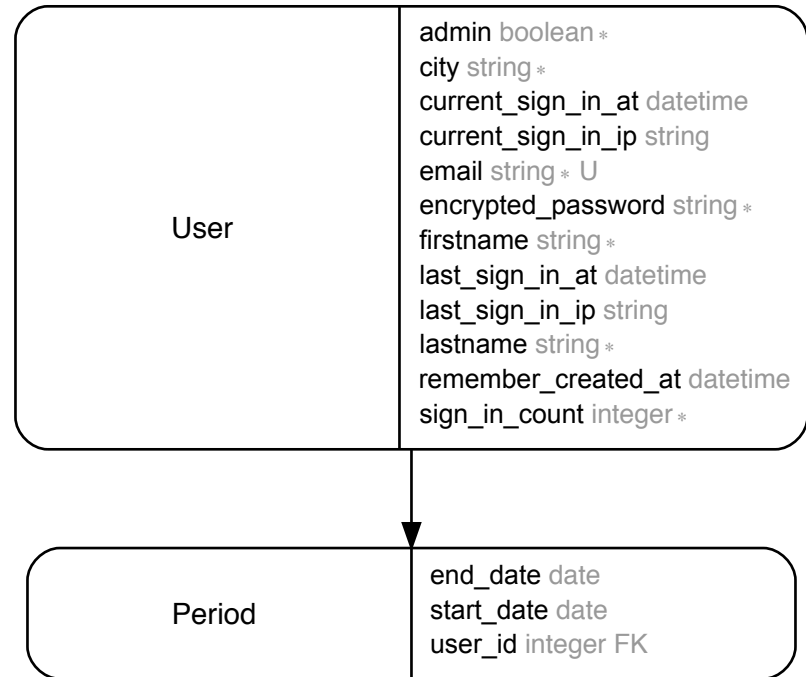 User
admin boolean ∗
city string ∗
current_sign_in_at datetime
current_sign_in_ip string
email string ∗ U
encrypted_password string ∗
firstname string ∗
last_sign_in_at datetime
last_sign_in_ip string
lastname string ∗
remember_created_at datetime
sign_in_count integer ∗
Period
end_date date
start_date date
user_id integer FK